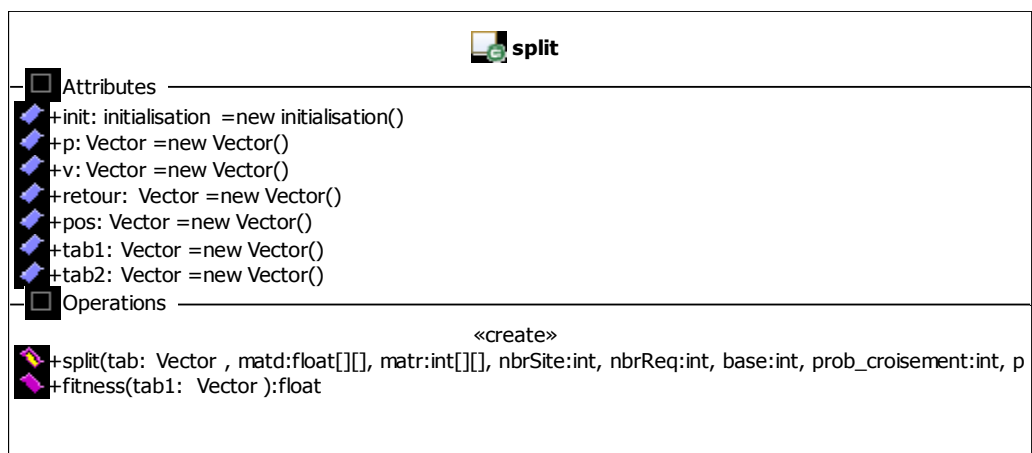 split
Attributes
+init: initialisation =new initialisation()
+p: Vector =new Vector()
+v: Vector =new Vector()
+retour: Vector =new Vector()
+pos: Vector =new Vector()
+tab1: Vector =new Vector()
+tab2: Vector =new Vector()
Operations
«create»
+split(tab: Vector , matd:float[][], matr:int[][], nbrSite:int, nbrReq:int, base:int, prob_croisement:int, p
+fitness(tab1: Vector ):float